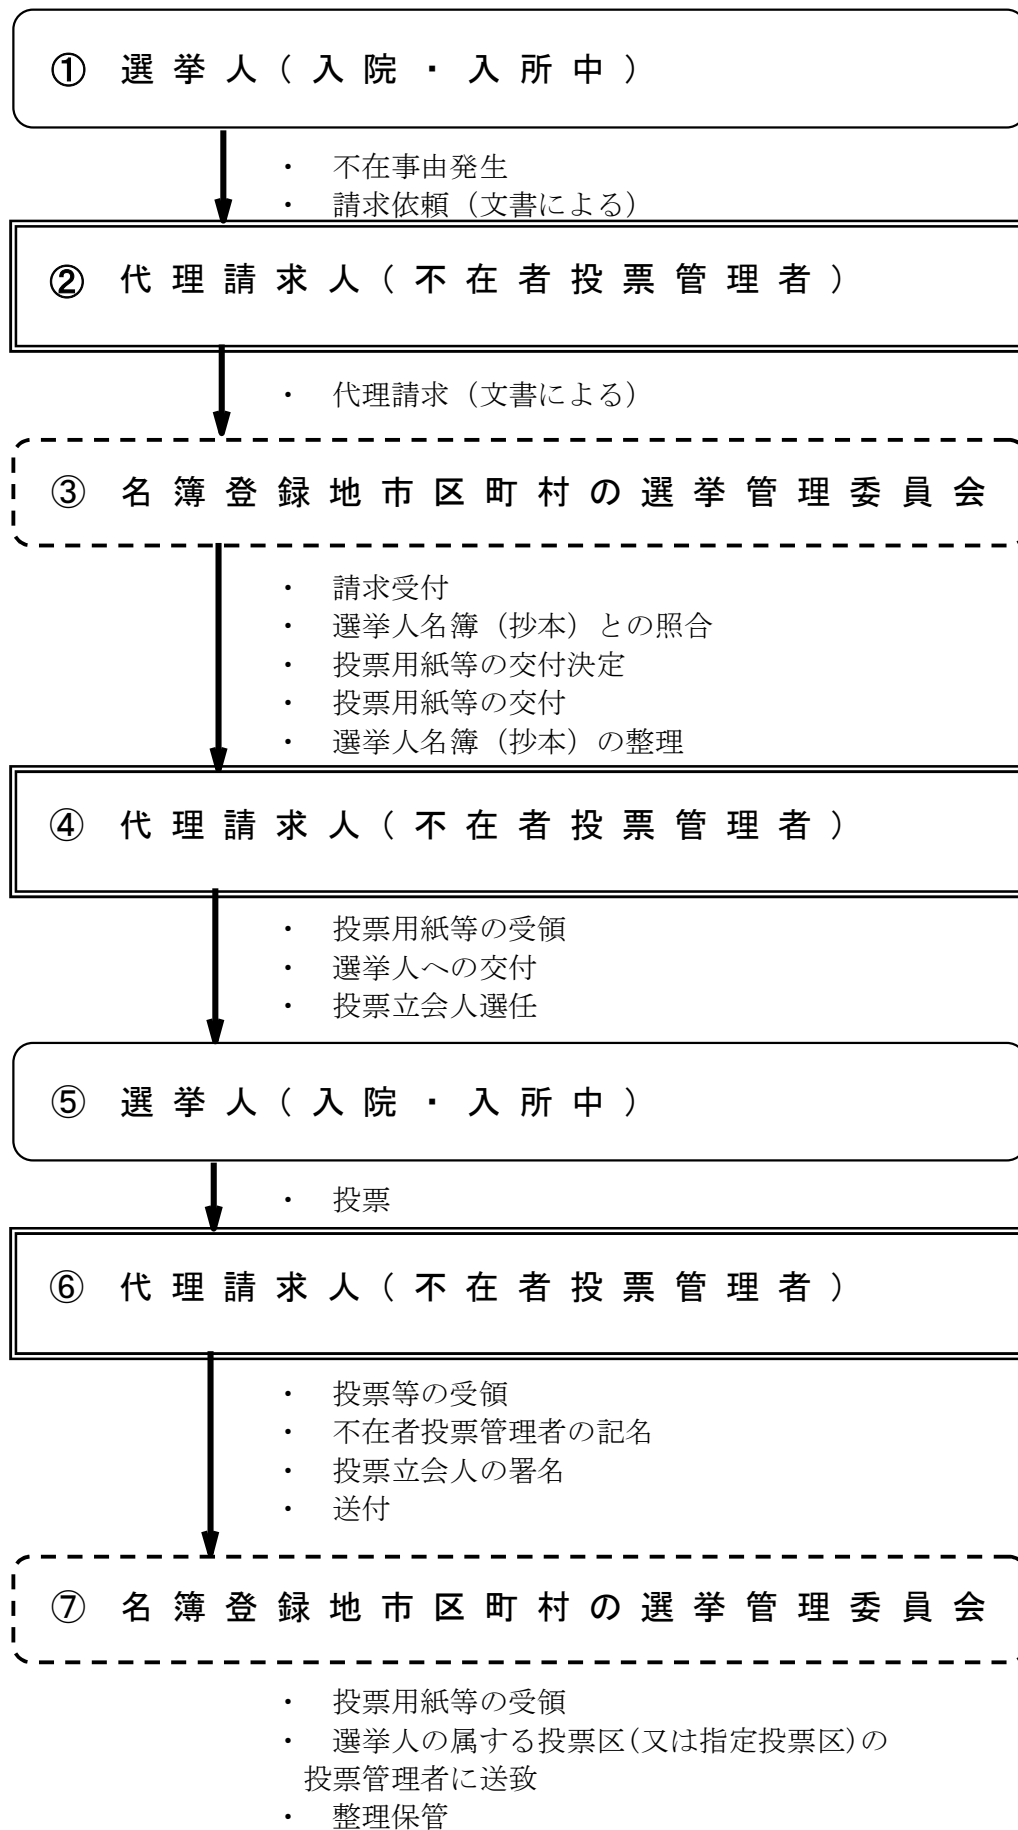 ① 選挙人(入院・入所中)
・ 不在事由発生
・ 請求依頼（文書による）
② 代理請求人(不在者投票管理者)
・ 代理請求（文書による）
③ 名簿登録地市区町村の選挙管理委員会
・ 請求受付
・ 選挙人名簿（抄本）との照合
・ 投票用紙等の交付決定
・ 投票用紙等の交付
・ 選挙人名簿（抄本）の整理
④ 代理請求人(不在者投票管理者)
・ 投票用紙等の受領
・ 選挙人への交付
・ 投票立会人選任
⑤ 選挙人(入院・入所中)
・ 投票
⑥ 代理請求人(不在者投票管理者)
・ 投票等の受領
・ 不在者投票管理者の記名
・ 投票立会人の署名
・ 送付
⑦ 名簿登録地市区町村の選挙管理委員会
・ 投票用紙等の受領
・ 選挙人の属する投票区(又は指定投票区)の
投票管理者に送致
・ 整理保管